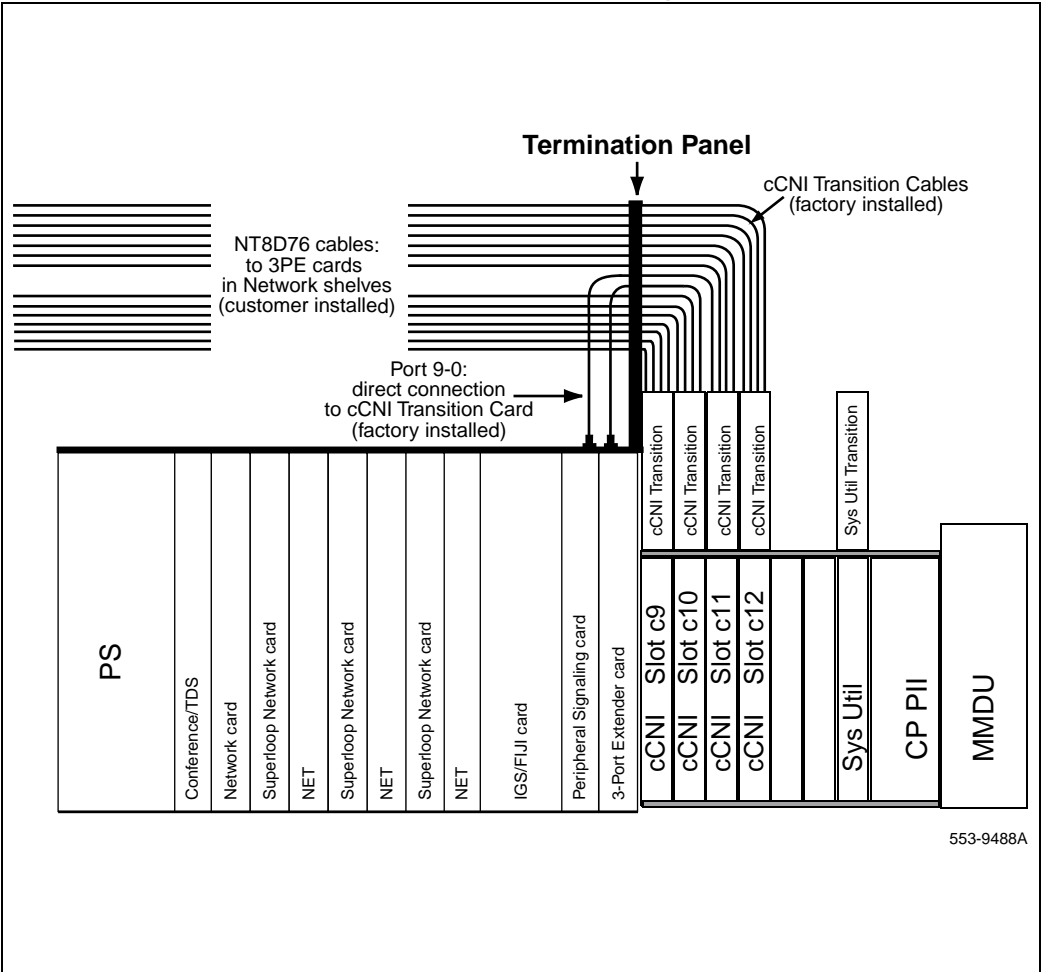 Termination Panel
cCNI Transition Cables
(factory installed)
NT8D76 cables:
to 3PE cards
in Network shelves
(customer installed)
Port 9-0:
direct connection
to cCNI Transition Card
(factory installed)
cCNI Transition
cCNI Transition
cCNI Transition
cCNI Transition
Sys Util Transition
PS
Conference/TDS
Network card
Superloop Network card
NET
Superloop Network card
NET
Superloop Network card
NET
IGS/FIJI card
Peripheral Signaling card
3-Port Extender card
cCNI Slot c9
cCNI Slot c10
cCNI Slot c11
cCNI Slot c12
Sys Util
CP PII
MMDU
553-9488A